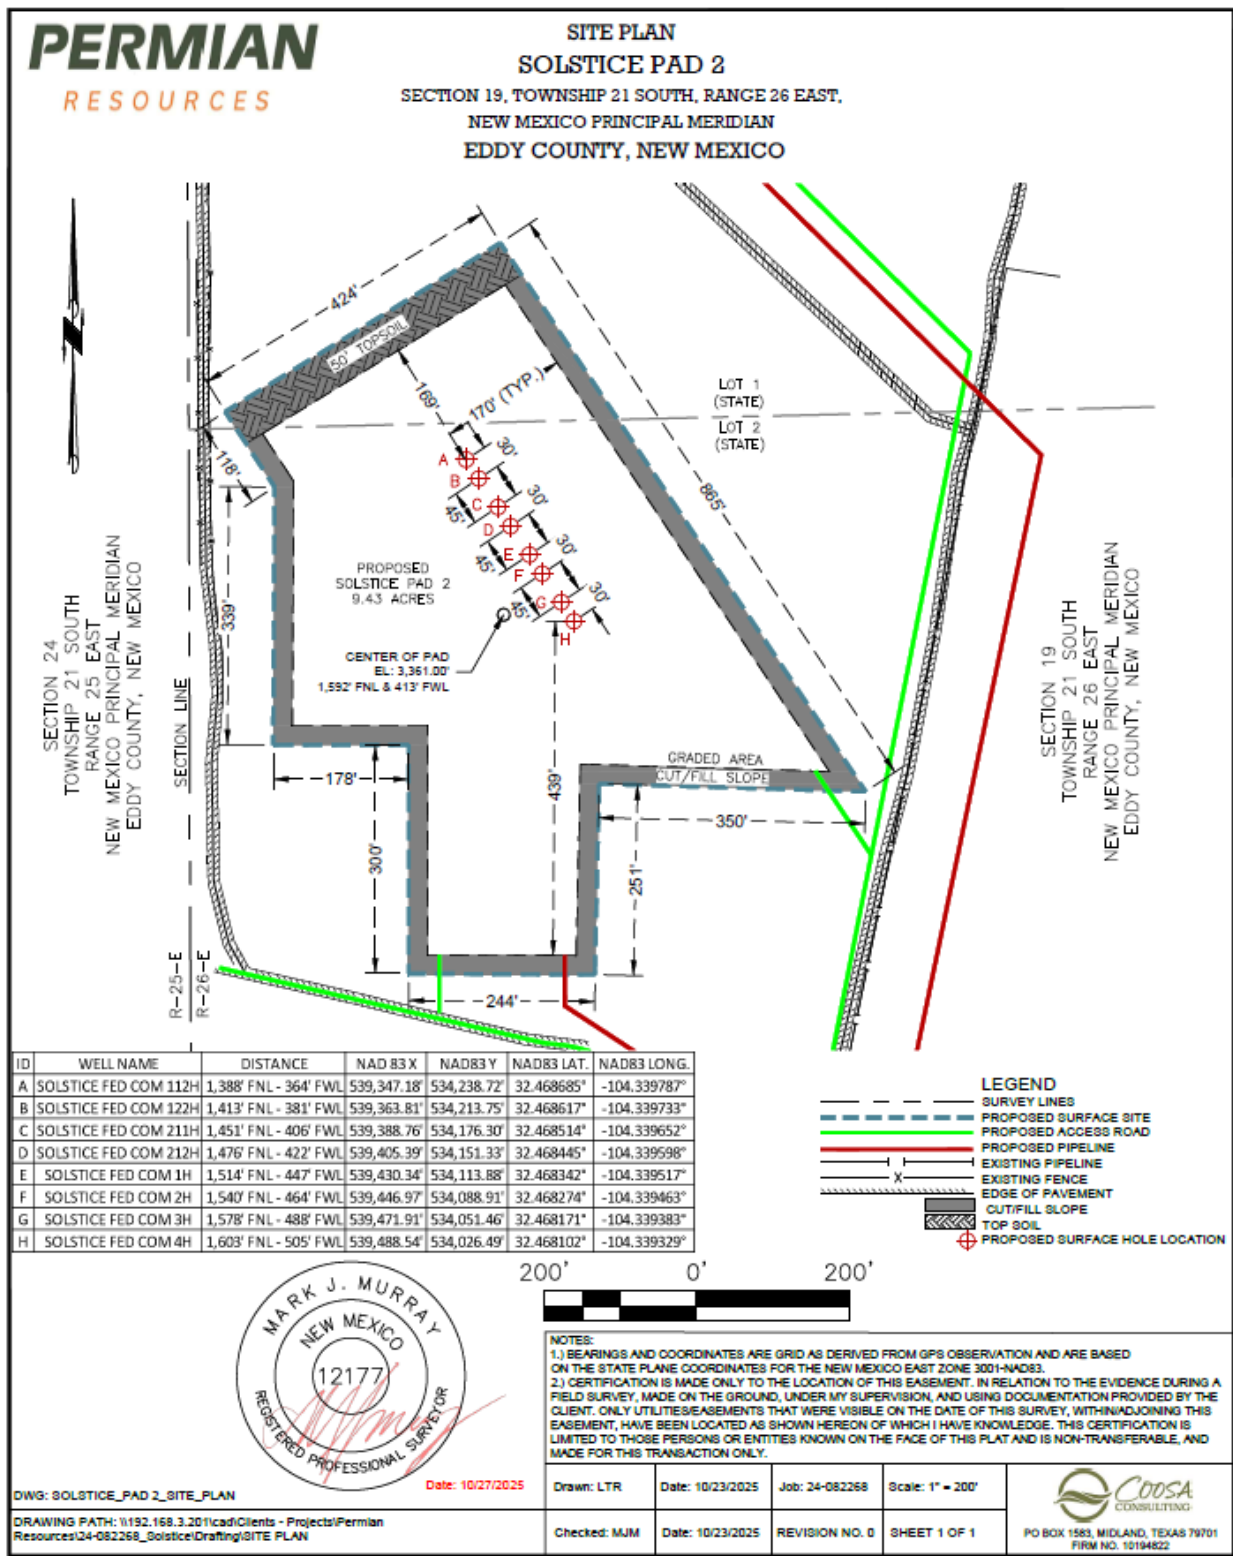 PERMIAN
RESOURCES
SITE PLAN
SOLSTICE PAD 2
SECTION 19, TOWNSHIP 21 SOUTH, RANGE 26 EAST,
NEW MEXICO PRINCIPAL MERIDIAN
EDDY COUNTY, NEW MEXICO
N
424'
50' TOPSOIL
169'
170' (TYP.)
118'
LOT 1
(STATE)
LOT 2
(STATE)
865'
A
B
C
D
E
F
G
H
30'
30'
30'
30'
45'
45'
45'
PROPOSED
SOLSTICE PAD 2
9.43 ACRES
CENTER OF PAD
EL: 3,361.00'
1,592' FNL & 413' FWL
339'
178'
300'
439'
GRADED AREA
CUT/FILL SLOPE
350'
251'
244'
SECTION 24
TOWNSHIP 21 SOUTH
RANGE 25 EAST
NEW MEXICO PRINCIPAL MERIDIAN
EDDY COUNTY, NEW MEXICO
SECTION LINE
R-25-E
R-26-E
SECTION 19
TOWNSHIP 21 SOUTH
RANGE 26 EAST
NEW MEXICO PRINCIPAL MERIDIAN
EDDY COUNTY, NEW MEXICO
ID WELL NAME DISTANCE NAD 83 X NAD83 Y NAD83 LAT. NAD83 LONG.
A SOLSTICE FED COM 112H 1,388' FNL - 364' FWL 539,347.18' 534,238.72' 32.468685° -104.339787°
B SOLSTICE FED COM 122H 1,413' FNL - 381' FWL 539,363.81' 534,213.75' 32.468617° -104.339733°
C SOLSTICE FED COM 211H 1,451' FNL - 406' FWL 539,388.76' 534,176.30' 32.468514° -104.339652°
D SOLSTICE FED COM 212H 1,476' FNL - 422' FWL 539,405.39' 534,151.33' 32.468445° -104.339598°
E SOLSTICE FED COM 1H 1,514' FNL - 447' FWL 539,430.34' 534,113.88' 32.468342° -104.339517°
F SOLSTICE FED COM 2H 1,540' FNL - 464' FWL 539,446.97' 534,088.91' 32.468274° -104.339463°
G SOLSTICE FED COM 3H 1,578' FNL - 488' FWL 539,471.91' 534,051.46' 32.468171° -104.339383°
H SOLSTICE FED COM 4H 1,603' FNL - 505' FWL 539,488.54' 534,026.49' 32.468102° -104.339329°
LEGEND
SURVEY LINES
PROPOSED SURFACE SITE
PROPOSED ACCESS ROAD
PROPOSED PIPELINE
EXISTING PIPELINE
X EXISTING FENCE
EDGE OF PAVEMENT
CUT/FILL SLOPE
TOP SOIL
PROPOSED SURFACE HOLE LOCATION
200' 0' 200'
MARK J. MURRAY
NEW MEXICO
12177
REGISTERED PROFESSIONAL SURVEYOR
Date: 10/27/2025
NOTES:
1.) BEARINGS AND COORDINATES ARE GRID AS DERIVED FROM GPS OBSERVATION AND ARE BASED
ON THE STATE PLANE COORDINATES FOR THE NEW MEXICO EAST ZONE 3001-NAD83.
2.) CERTIFICATION IS MADE ONLY TO THE LOCATION OF THIS EASEMENT. IN RELATION TO THE EVIDENCE DURING A
FIELD SURVEY, MADE ON THE GROUND, UNDER MY SUPERVISION, AND USING DOCUMENTATION PROVIDED BY THE
CLIENT. ONLY UTILITIES/EASEMENTS THAT WERE VISIBLE ON THE DATE OF THIS SURVEY, WITHIN/ADJOINING THIS
EASEMENT, HAVE BEEN LOCATED AS SHOWN HEREON OF WHICH I HAVE KNOWLEDGE. THIS CERTIFICATION IS
LIMITED TO THOSE PERSONS OR ENTITIES KNOWN ON THE FACE OF THIS PLAT AND IS NON-TRANSFERABLE, AND
MADE FOR THIS TRANSACTION ONLY.
DWG: SOLSTICE_PAD 2_SITE_PLAN
DRAWING PATH: \\192.168.3.201\cad\Clients - Projects\Permian
Resources\24-082268_Solstice\Drafting\SITE PLAN
Drawn: LTR Date: 10/23/2025 Job: 24-082268 Scale: 1" = 200'
Checked: MJM Date: 10/23/2025 REVISION NO. 0 SHEET 1 OF 1
COOSA
CONSULTING
PO BOX 1583, MIDLAND, TEXAS 79701
FIRM NO. 10194822